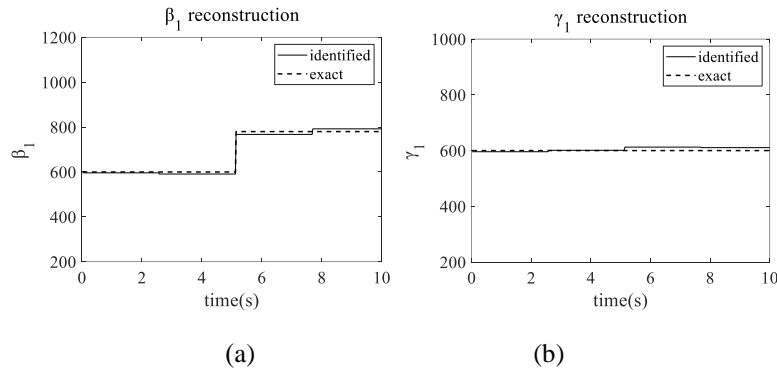 β₁ reconstruction
1200
1000
800
600
400
200
β₁
identified
exact
0 2 4 6 8 10
time(s)
(a)
γ₁ reconstruction
1000
800
600
400
200
γ₁
identified
exact
0 2 4 6 8 10
time(s)
(b)